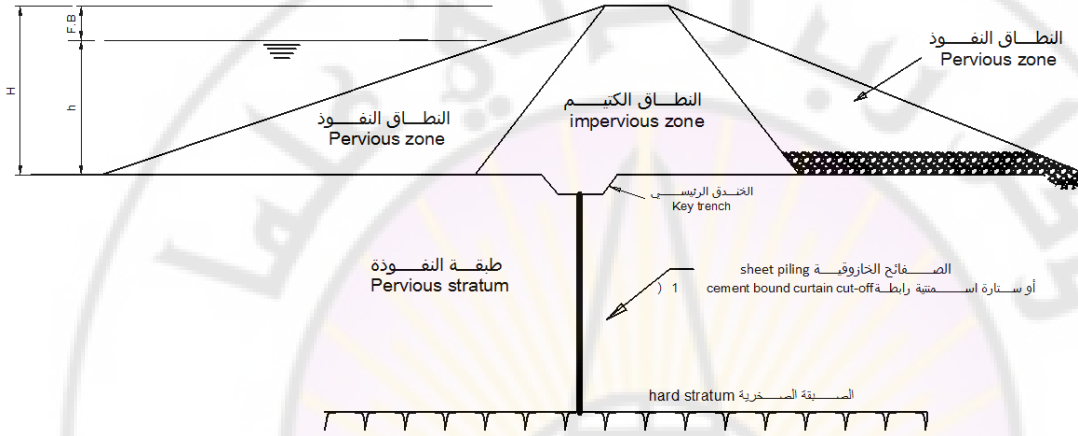 F.B
H
h
النطاق النفوذ
Pervious zone
النطاق الكتيم
impervious zone
النطاق النفوذ
Pervious zone
الخندق الرئيسي
Key trench
طبقة النفوذة
Pervious stratum
الصفائح الخازوقية sheet piling
أو ستارة اسمنتية رابطة cement bound curtain cut-off 1 (
الصبقة الصخرية hard stratum